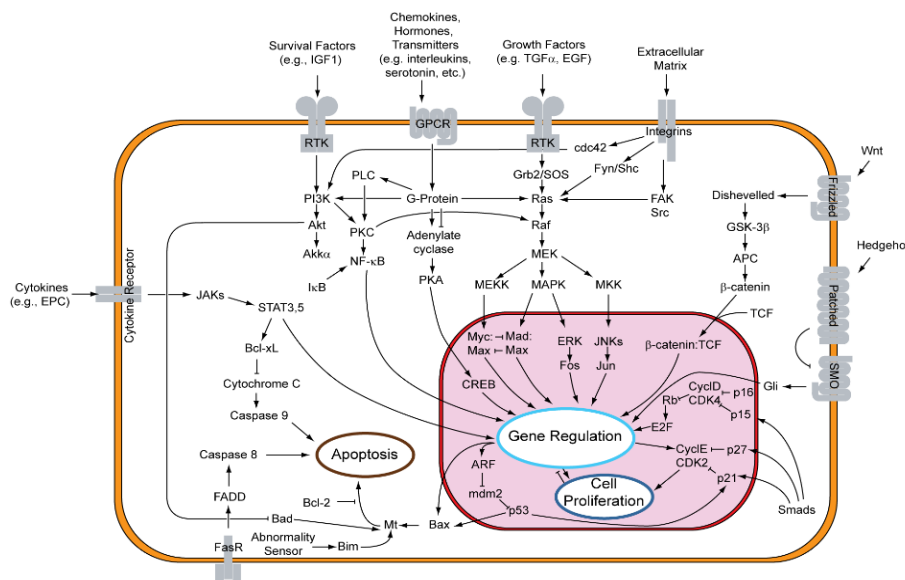 Chemokines,
Hormones,
Transmitters
(e.g. interleukins,
serotonin, etc.)
Survival Factors
(e.g., IGF1)
Growth Factors
(e.g. TGFα, EGF)
Extracellular
Matrix
GPCR
RTK
RTK
Integrins
cdc42
Wnt
Frizzled
PLC
Grb2/SOS
Fyn/Shc
PI3K
G-Protein
Ras
FAK
Src
Dishevelled
Akt
PKC
Adenylate
cyclase
Raf
GSK-3β
Hedgeho
Akkα
NF-κB
MEK
APC
IκB
PKA
MEKK
MAPK
MKK
β-catenin
Patched
Cytokines
(e.g., EPC)
Cytokine Receptor
JAKs
STAT3,5
TCF
Myc:
Max
Mad:
Max
ERK
JNKs
β-catenin:TCF
Bcl-xL
Fos
Jun
SMO
Cytochrome C
CREB
Gli
CyclD
CDK4
p16
p15
Rb
Caspase 9
E2F
Gene Regulation
Caspase 8
Apoptosis
ARF
CyclE
CDK2
p27
p21
mdm2
Cell
Proliferation
FADD
Bcl-2
p53
Smads
Bad
Mt
Bax
FasR
Abnormality
Sensor
Bim